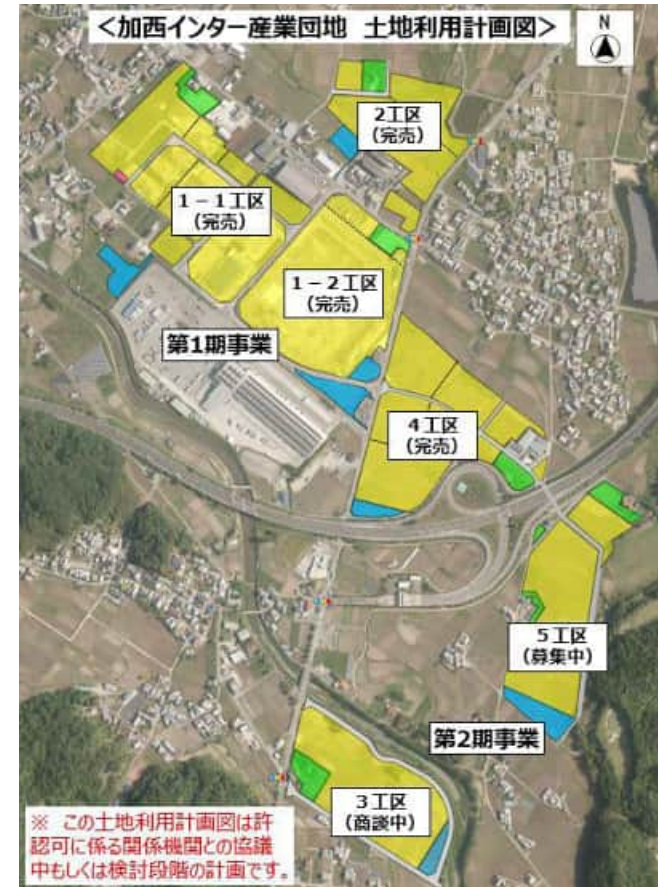 <加西インター産業団地 土地利用計画図>
N
2工区
(完売)
1-1工区
(完売)
1-2工区
(完売)
第1期事業
4工区
(完売)
5工区
(募集中)
第2期事業
3工区
(商談中)
※ この土地利用計画図は許
認可に係る関係機関との協議
中もしくは検討段階の計画です。